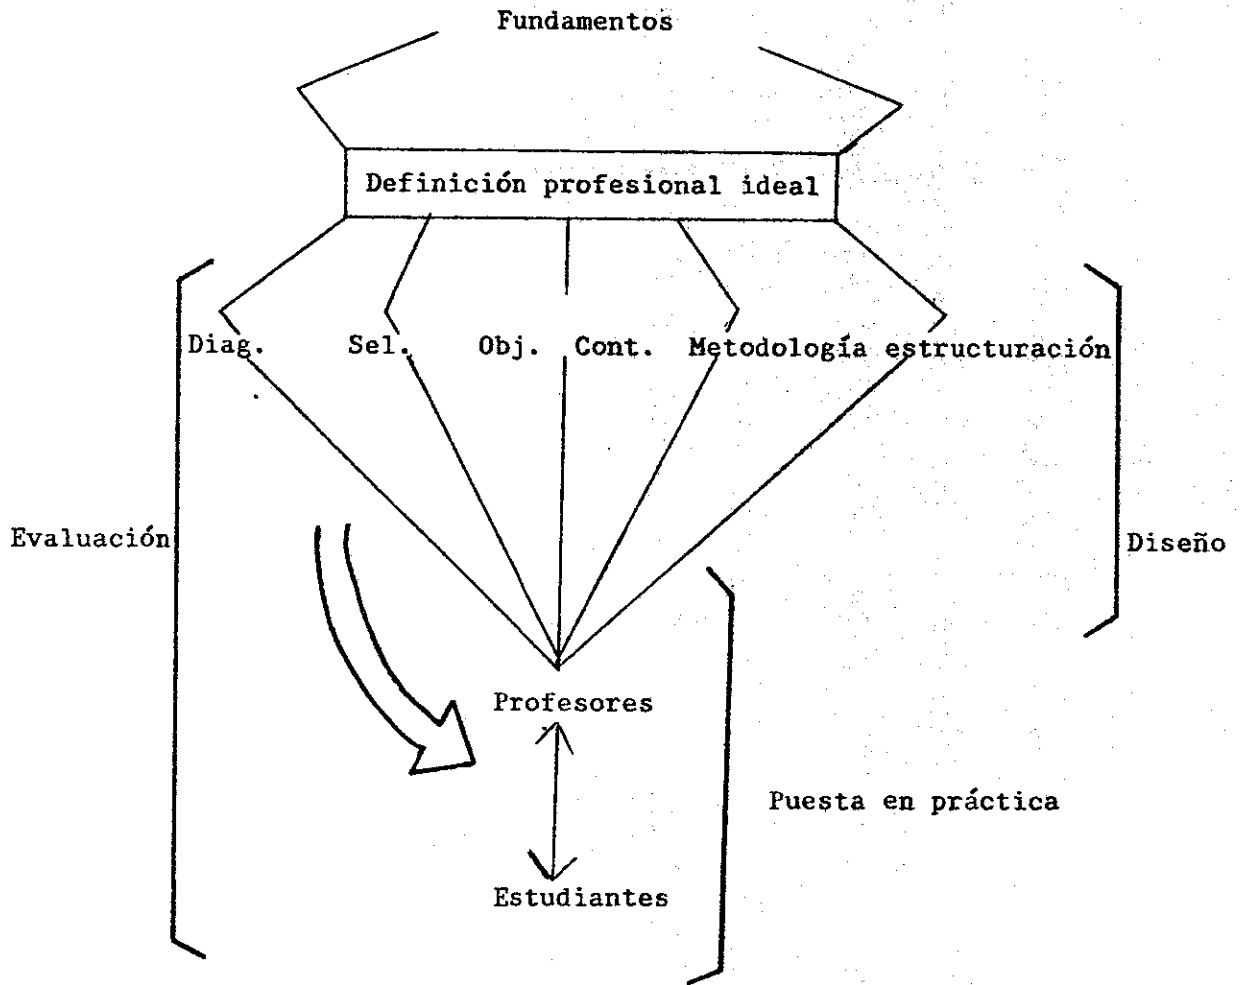 Fundamentos
Definición profesional ideal
Diag. Sel. Obj. Cont. Metodología estructuración
Evaluación
Diseño
Profesores
Puesta en práctica
Estudiantes